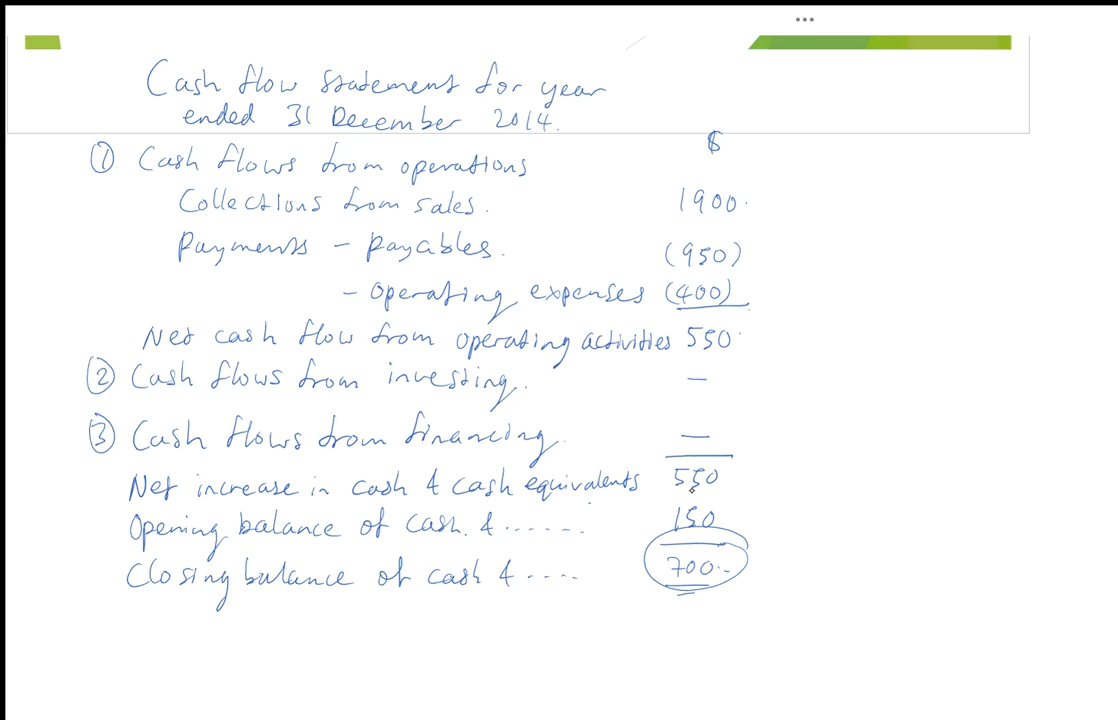 Cash flow statement for year
ended 31 December 2014.
$
① Cash flows from operations
Collections from sales. 1900.
Payments - payables. (950)
- Operating expenses (400)
Net cash flow from operating activities 550.
② Cash flows from investing. —
③ Cash flows from financing. —
Net increase in cash & cash equivalents 550
Opening balance of cash. & ......
150
Closing balance of cash & ....
700.-